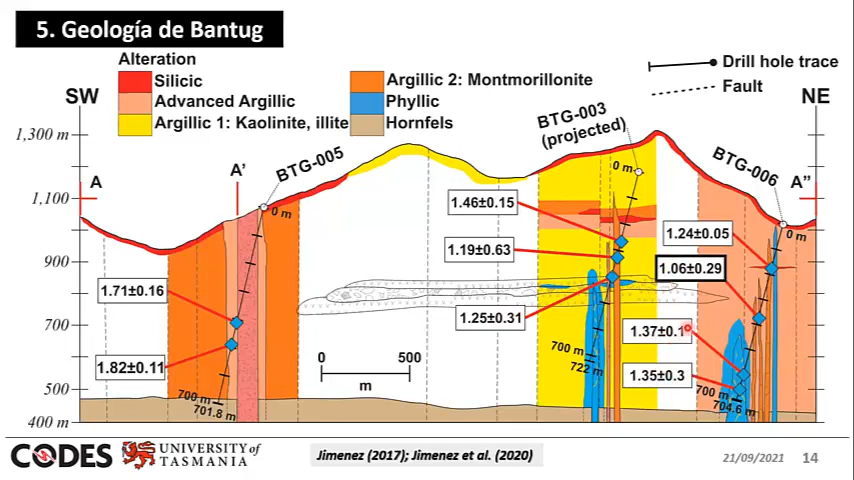 5. Geología de Bantug
Alteration
Silicic
Advanced Argillic
Argillic 1: Kaolinite, illite
Argillic 2: Montmorillonite
Phyllic
Hornfels
Drill hole trace
Fault
SW
NE
1,300 m
1,100
900
700
500
400 m
A
A'
A"
BTG-005
0 m
BTG-003
(projected)
0 m
BTG-006
0 m
1.46±0.15
1.19±0.63
1.25±0.31
1.24±0.05
1.06±0.29
1.37±0.1
1.35±0.3
1.71±0.16
1.82±0.11
700 m
701.8 m
0 500
m
700 m
722 m
700 m
704.6 m
CODES
UNIVERSITY of
TASMANIA
Jimenez (2017); Jimenez et al. (2020)
21/09/2021 14